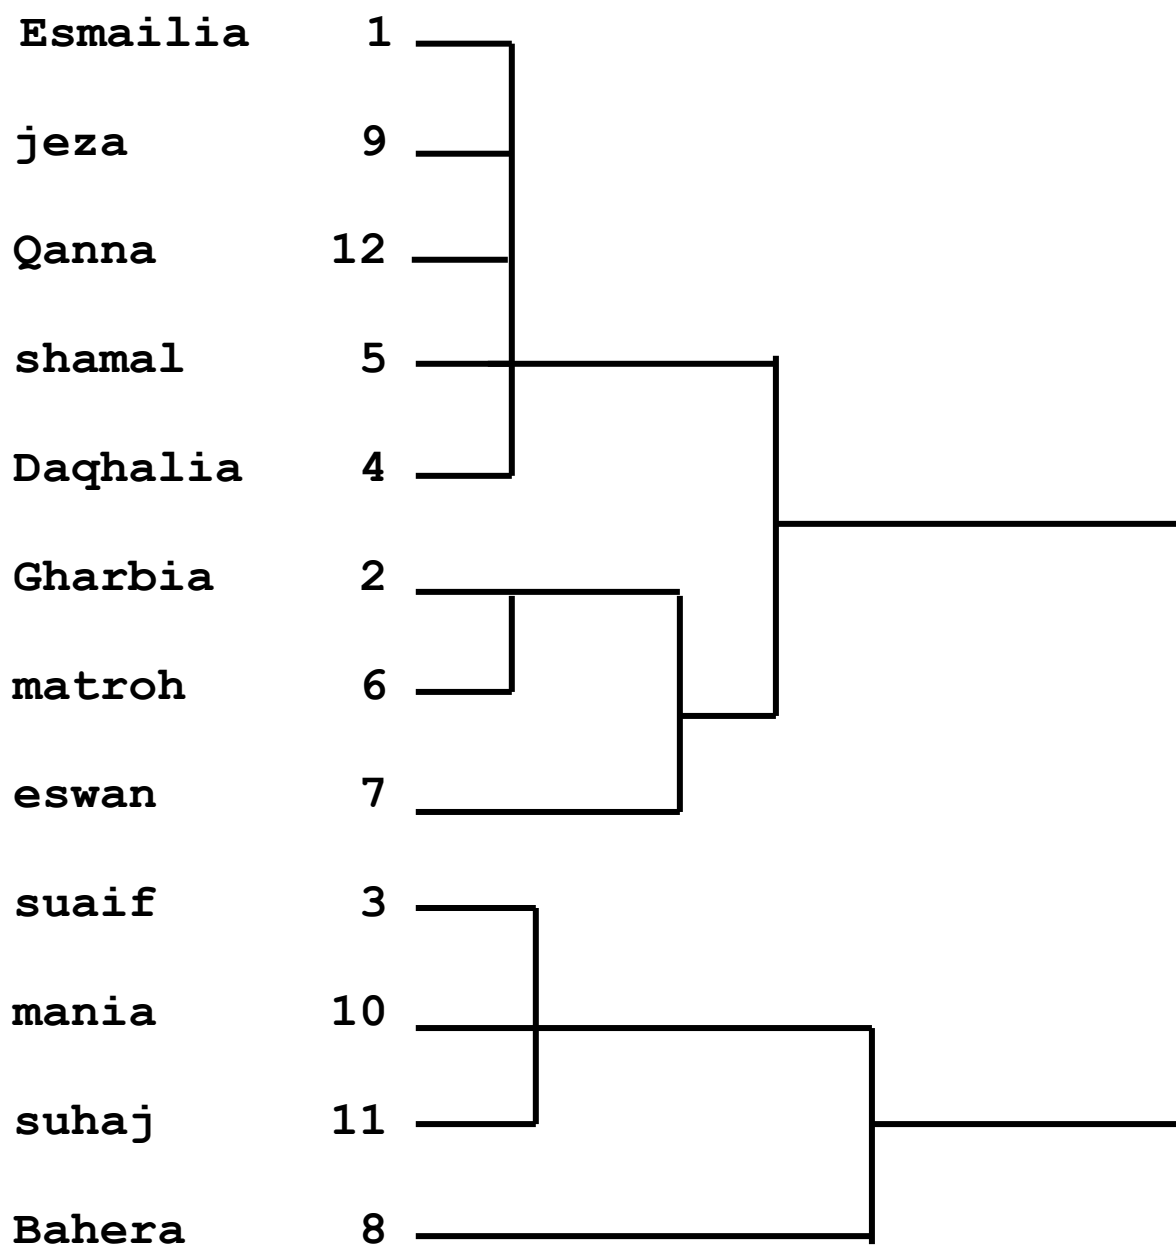 Esmailia 1
jeza 9
Qanna 12
shamal 5
Daqhalia 4
Gharbia 2
matroh 6
eswan 7
suaif 3
mania 10
suhaj 11
Bahera 8